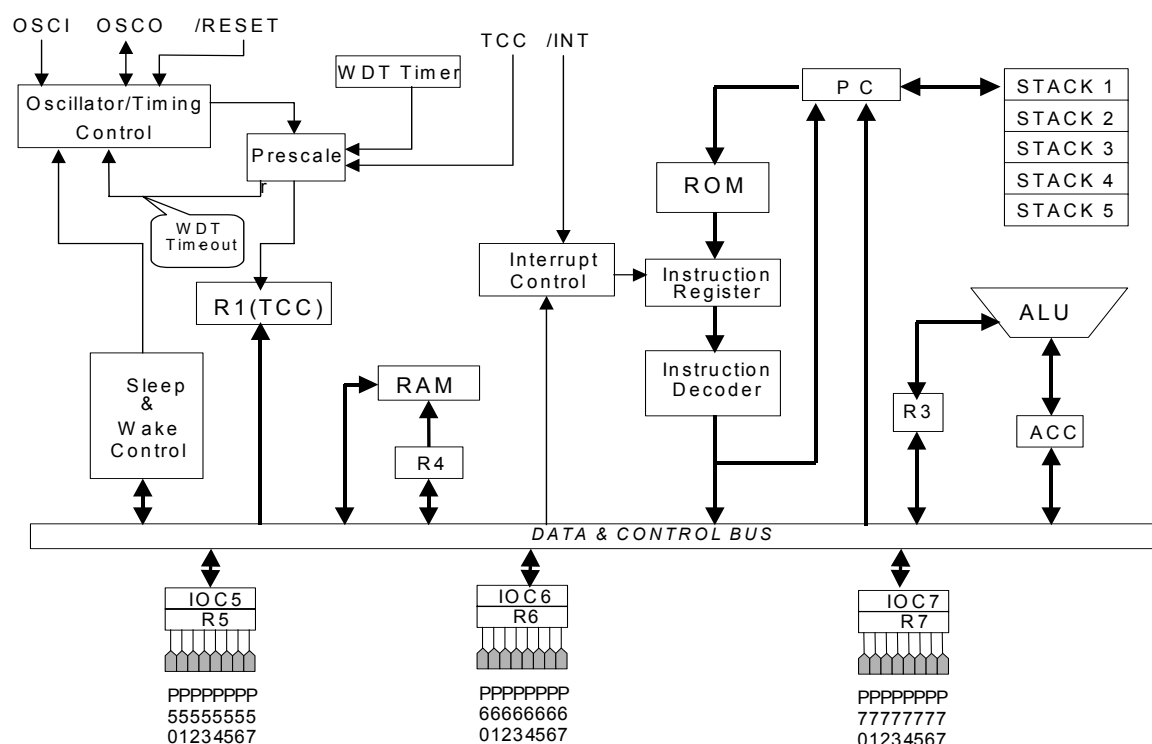 OSCI OSCO /RESET
TCC /INT
WDT Timer
PC
STACK 1
STACK 2
STACK 3
STACK 4
STACK 5
Oscillator/Timing
Control
Prescale
r
ROM
WDT
Timeout
Interrupt
Control
Instruction
Register
R1(TCC)
ALU
Sleep
&
Wake
Control
RAM
Instruction
Decoder
R3
ACC
R4
DATA & CONTROL BUS
IOC5
R5
IOC6
R6
IOC7
R7
PPPPPPPP
55555555
01234567
PPPPPPPP
66666666
01234567
PPPPPPPP
77777777
01234567